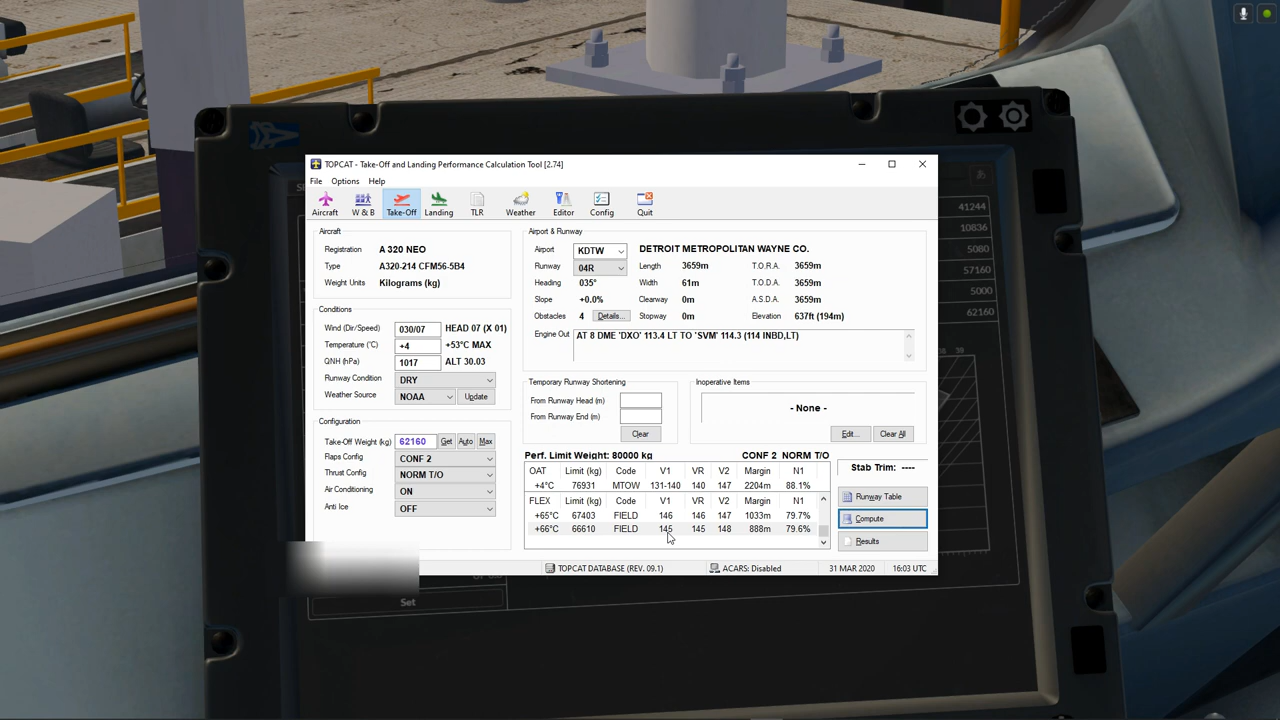 TOPCAT - Take-Off and Landing Performance Calculation Tool [2.74]
File Options Help
Aircraft W & B Take-Off Landing TLR Weather Editor Config Quit
Aircraft
Registration A 320 NEO
Type A320-214 CFM56-5B4
Weight Units Kilograms (kg)
Conditions
Wind (Dir/Speed) 030/07 HEAD 07 (X 01)
Temperature (°C) +4 +53°C MAX
QNH (hPa) 1017 ALT 30.03
Runway Condition DRY
Weather Source NOAA Update
Configuration
Take-Off Weight (kg) 62160 Get Auto Max
Flaps Config CONF 2
Thrust Config NORM T/O
Air Conditioning ON
Anti Ice OFF
Airport & Runway
Airport KDTW DETROIT METROPOLITAN WAYNE CO.
Runway 04R Length 3659m T.O.R.A. 3659m
Heading 035° Width 61m T.O.D.A. 3659m
Slope +0.0% Clearway 0m A.S.D.A. 3659m
Obstacles 4 Details... Stopway 0m Elevation 637ft (194m)
Engine Out AT 8 DME 'DXO' 113.4 LT TO 'SVM' 114.3 (114 INBD,LT)
Temporary Runway Shortening
From Runway Head (m)
From Runway End (m)
Clear
Inoperative Items
- None -
Edit... Clear All
Perf. Limit Weight: 80000 kg CONF 2 NORM T/O
OAT Limit (kg) Code V1 VR V2 Margin N1
+4°C 76931 MTOW 131-140 140 147 2204m 88.1%
FLEX Limit (kg) Code V1 VR V2 Margin N1
+65°C 67403 FIELD 146 146 147 1033m 79.7%
+66°C 66610 FIELD 145 145 148 888m 79.6%
Stab Trim: ----
Runway Table
Compute
Results
TOPCAT DATABASE (REV. 09.1) ACARS: Disabled 31 MAR 2020 16:03 UTC
41244
10836
5080
57160
5000
62160
38 39
Set